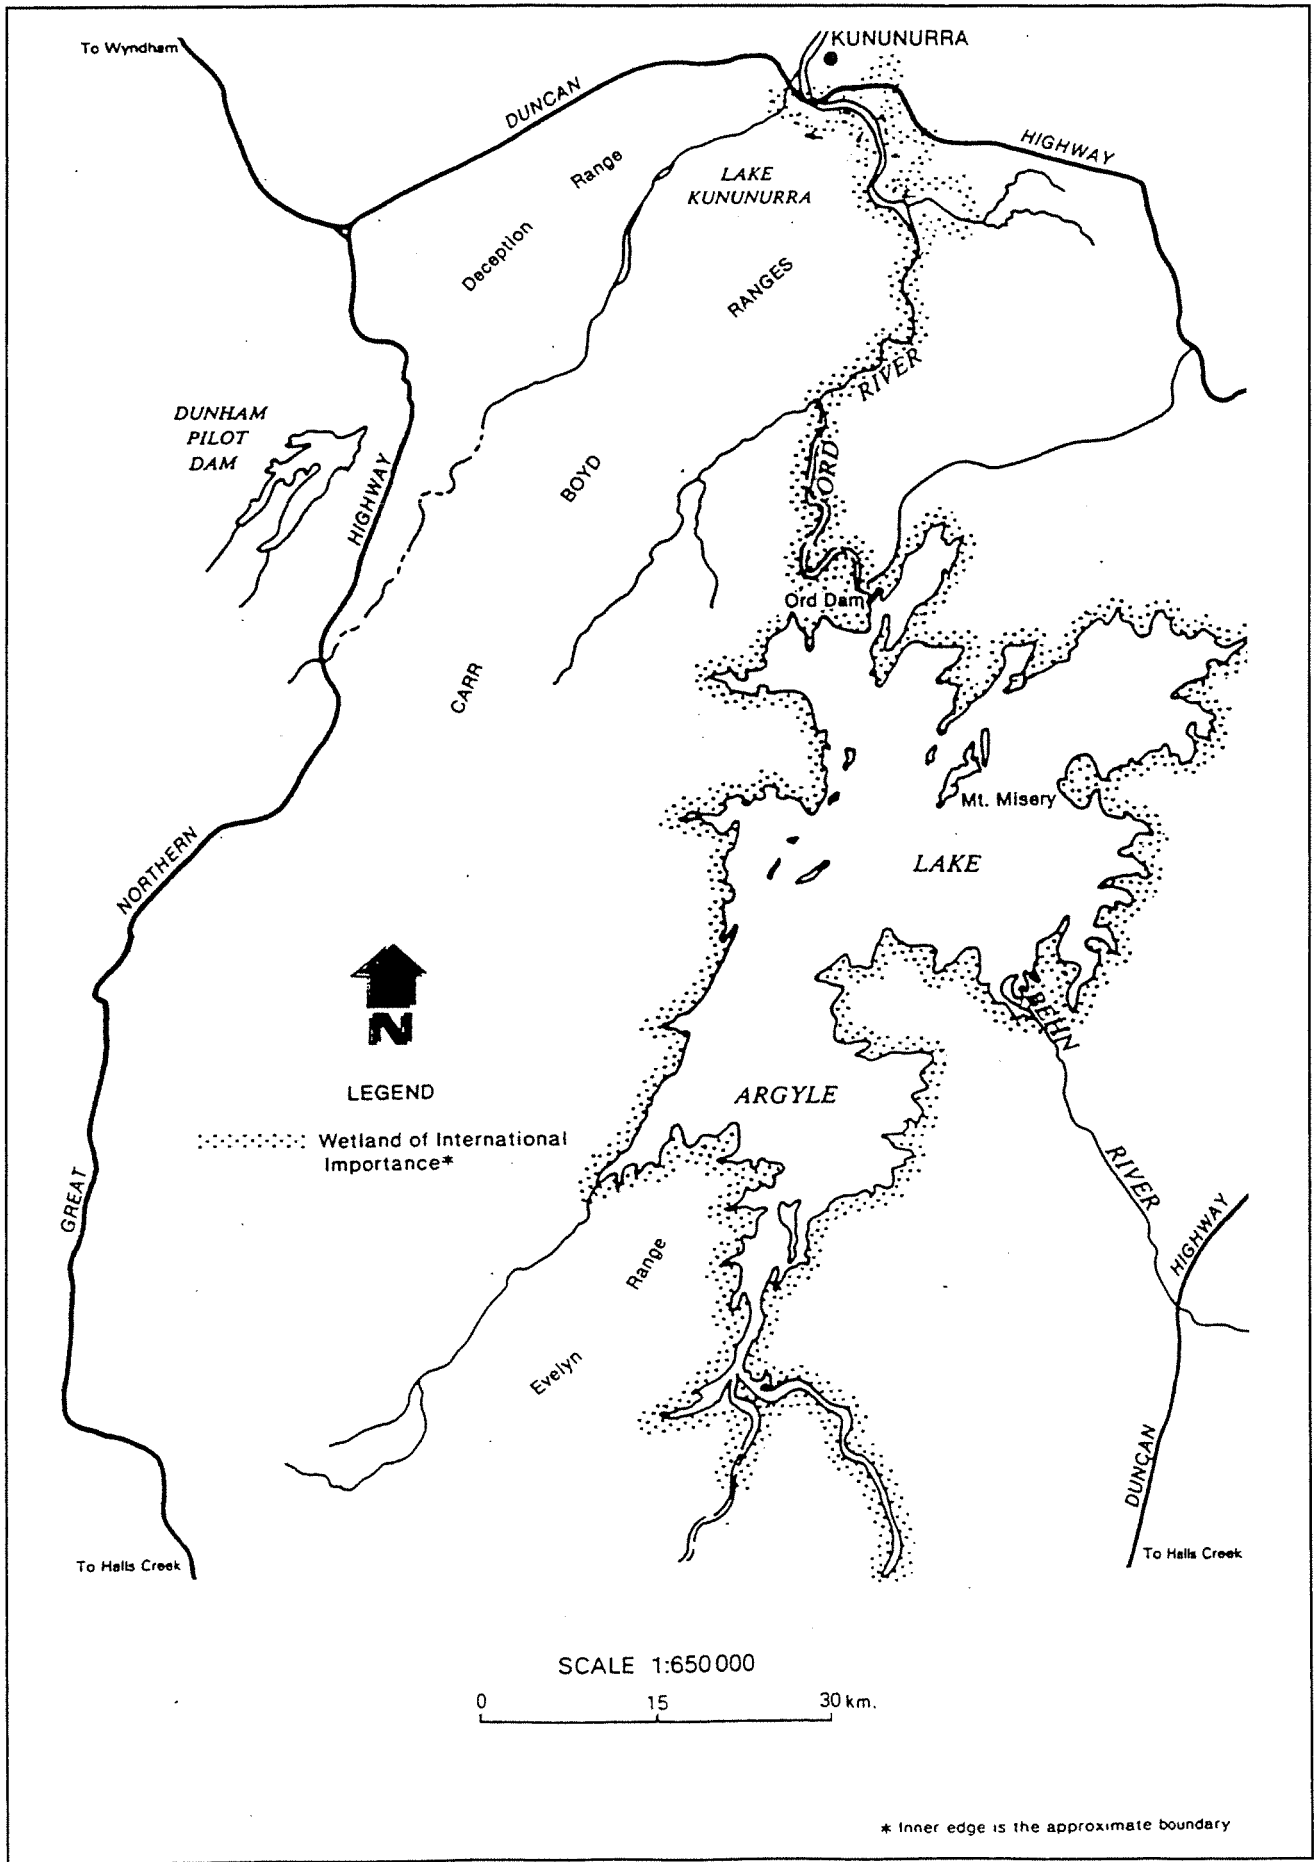 To Wyndham
KUNUNURRA
DUNCAN
HIGHWAY
Range
Deception
LAKE
KUNUNURRA
RANGES
RIVER
DUNHAM
PILOT
DAM
HIGHWAY
BOYD
ORD
Ord Dam
CARR
Mt. Misery
NORTHERN
LAKE
N
BEHN
LEGEND
ARGYLE
Wetland of International
Importance*
GREAT
RIVER
HIGHWAY
Range
Evelyn
DUNCAN
To Halls Creek
To Halls Creek
SCALE 1:650 000
0 15 30 km.
* Inner edge is the approximate boundary